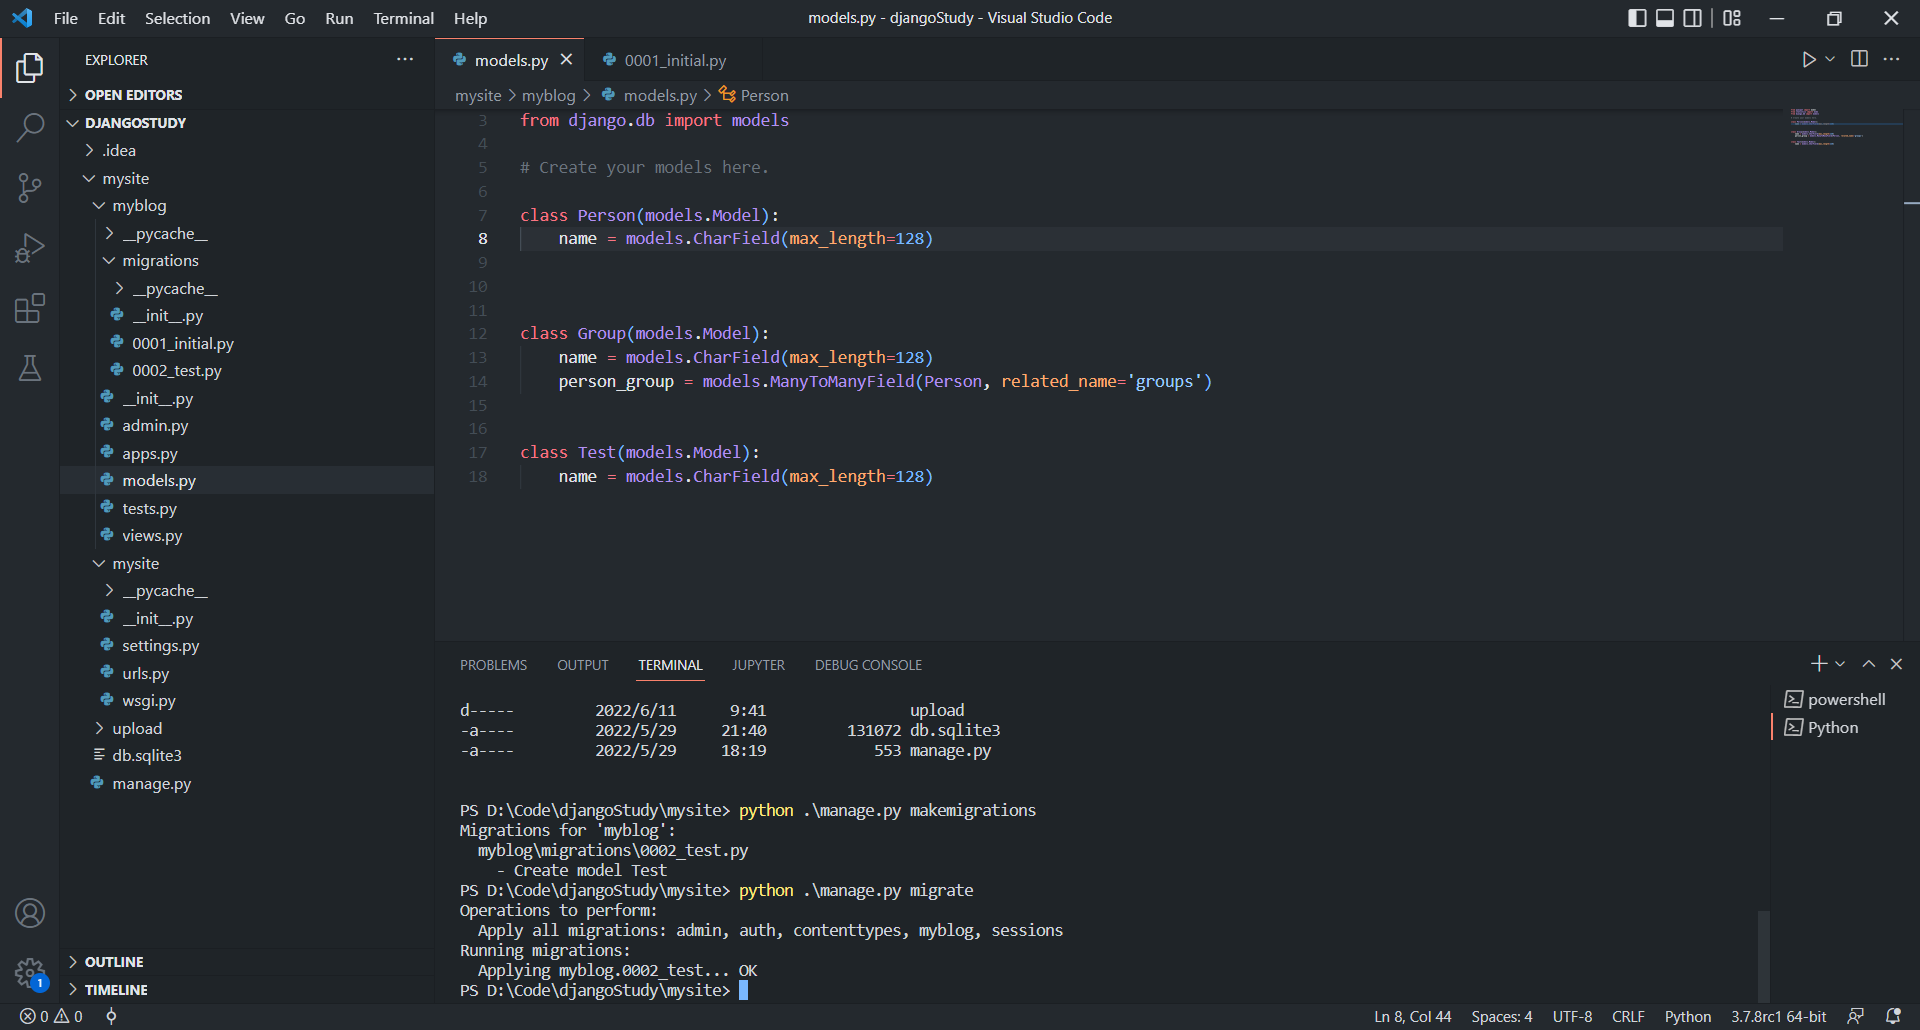 File Edit Selection View Go Run Terminal Help
models.py - djangoStudy - Visual Studio Code
EXPLORER
OPEN EDITORS
DJANGOSTUDY
.idea
mysite
myblog
__pycache__
migrations
__pycache__
__init__.py
0001_initial.py
0002_test.py
__init__.py
admin.py
apps.py
models.py
tests.py
views.py
mysite
__pycache__
__init__.py
settings.py
urls.py
wsgi.py
upload
db.sqlite3
manage.py
OUTLINE
TIMELINE
1
models.py
0001_initial.py
mysite > myblog > models.py > Person
3 from django.db import models
4
5 # Create your models here.
6
7 class Person(models.Model):
8 name = models.CharField(max_length=128)
9
10
11
12 class Group(models.Model):
13 name = models.CharField(max_length=128)
14 person_group = models.ManyToManyField(Person, related_name='groups')
15
16
17 class Test(models.Model):
18 name = models.CharField(max_length=128)
PROBLEMS OUTPUT TERMINAL JUPYTER DEBUG CONSOLE
d----- 2022/6/11 9:41 upload
-a---- 2022/5/29 21:40 131072 db.sqlite3
-a---- 2022/5/29 18:19 553 manage.py
PS D:\Code\djangoStudy\mysite> python .\manage.py makemigrations
Migrations for 'myblog':
myblog\migrations\0002_test.py
- Create model Test
PS D:\Code\djangoStudy\mysite> python .\manage.py migrate
Operations to perform:
Apply all migrations: admin, auth, contenttypes, myblog, sessions
Running migrations:
Applying myblog.0002_test... OK
PS D:\Code\djangoStudy\mysite>
powershell
Python
0 0
Ln 8, Col 44 Spaces: 4 UTF-8 CRLF Python 3.7.8rc1 64-bit